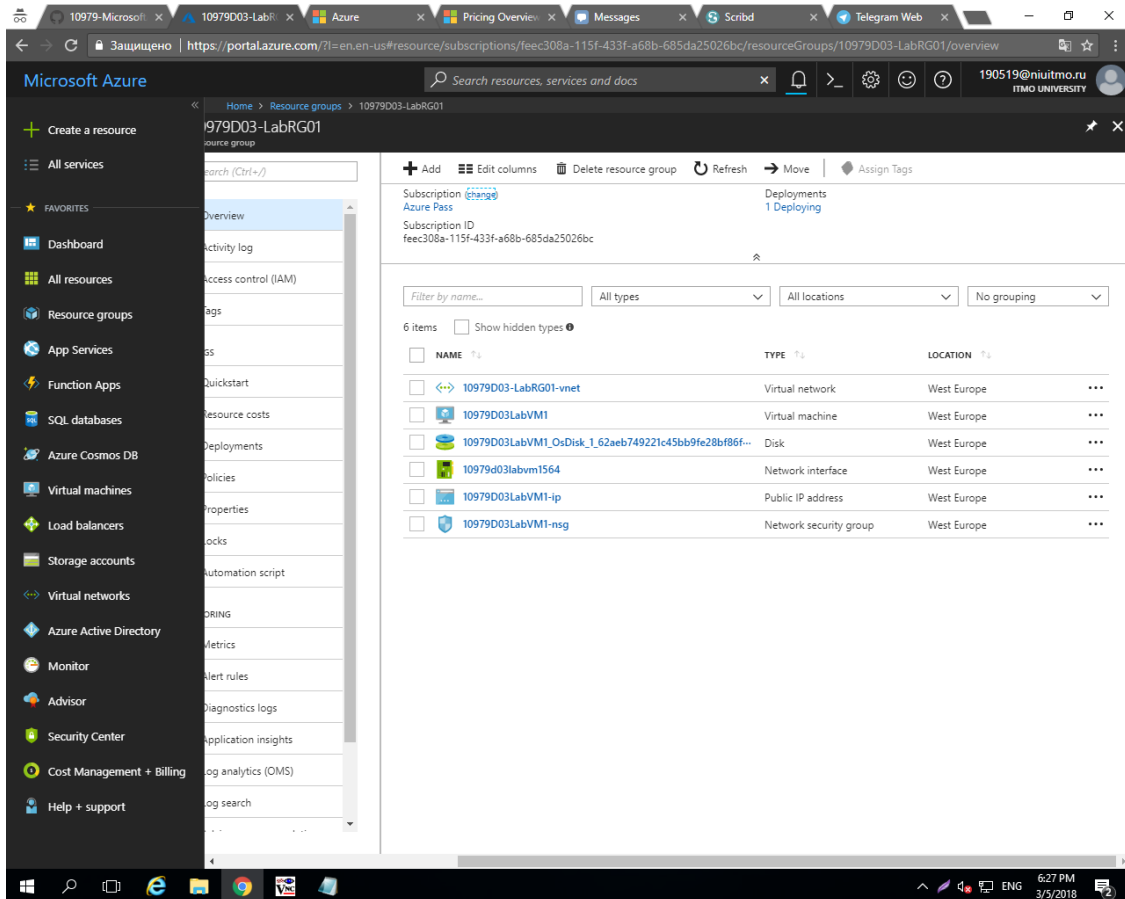 10979-Microsoft
10979D03-LabR
Azure
Pricing Overview
Messages
Scribd
Telegram Web
Защищено
https://portal.azure.com/?l=en.en-us#resource/subscriptions/feec308a-115f-433f-a68b-685da25026bc/resourceGroups/10979D03-LabRG01/overview
Microsoft Azure
Search resources, services and docs
190519@niuitmo.ru
ITMO UNIVERSITY
Home > Resource groups > 10979D03-LabRG01
Create a resource
All services
FAVORITES
Dashboard
All resources
Resource groups
App Services
Function Apps
SQL databases
Azure Cosmos DB
Virtual machines
Load balancers
Storage accounts
Virtual networks
Azure Active Directory
Monitor
Advisor
Security Center
Cost Management + Billing
Help + support
)979D03-LabRG01
source group
earch (Ctrl+/)
Overview
Activity log
Access control (IAM)
Tags
GS
Quickstart
Resource costs
Deployments
Policies
Properties
Locks
Automation script
ORING
Metrics
Alert rules
Diagnostics logs
Application insights
Log analytics (OMS)
Log search
Add
Edit columns
Delete resource group
Refresh
Move
Assign Tags
Subscription (change)
Azure Pass
Subscription ID
feec308a-115f-433f-a68b-685da25026bc
Deployments
1 Deploying
Filter by name...
All types
All locations
No grouping
6 items
Show hidden types
NAME TYPE LOCATION
10979D03-LabRG01-vnet Virtual network West Europe
10979D03LabVM1 Virtual machine West Europe
10979D03LabVM1_OsDisk_1_62aeb749221c45bb9fe28bf86f··· Disk West Europe
10979d03labvm1564 Network interface West Europe
10979D03LabVM1-ip Public IP address West Europe
10979D03LabVM1-nsg Network security group West Europe
ENG
6:27 PM
3/5/2018
2